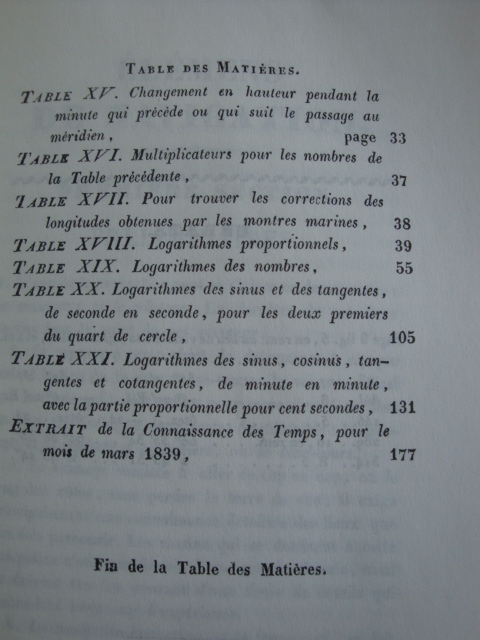 TABLE DES MATIÈRES.
TABLE XV. Changement en hauteur pendant la
minute qui précède ou qui suit le passage au
méridien, page 33
TABLE XVI. Multiplicateurs pour les nombres de
la Table précédente, 37
TABLE XVII. Pour trouver les corrections des
longitudes obtenues par les montres marines, 38
TABLE XVIII. Logarithmes proportionnels, 39
TABLE XIX. Logarithmes des nombres, 55
TABLE XX. Logarithmes des sinus et des tangentes,
de seconde en seconde, pour les deux premiers
du quart de cercle, 105
TABLE XXI. Logarithmes des sinus, cosinus, tan-
gentes et cotangentes, de minute en minute,
avec la partie proportionnelle pour cent secondes, 131
EXTRAIT de la Connaissance des Temps, pour le
mois de mars 1839, 177
Fin de la Table des Matières.